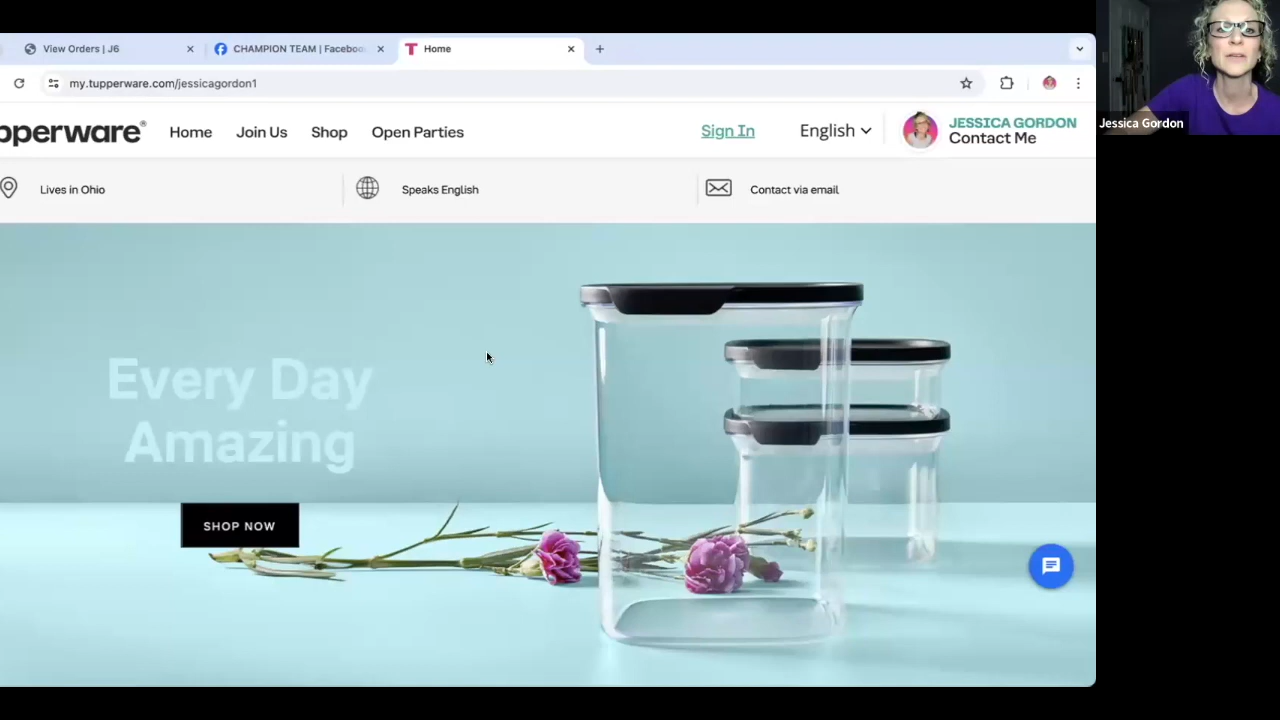 View Orders | J6
CHAMPION TEAM | Faceboo
Home
my.tupperware.com/jessicagordon1
pperware®
Home
Join Us
Shop
Open Parties
Sign In
English
JESSICA GORDON
Contact Me
Jessica Gordon
Lives in Ohio
Speaks English
Contact via email
Every Day
Amazing
SHOP NOW